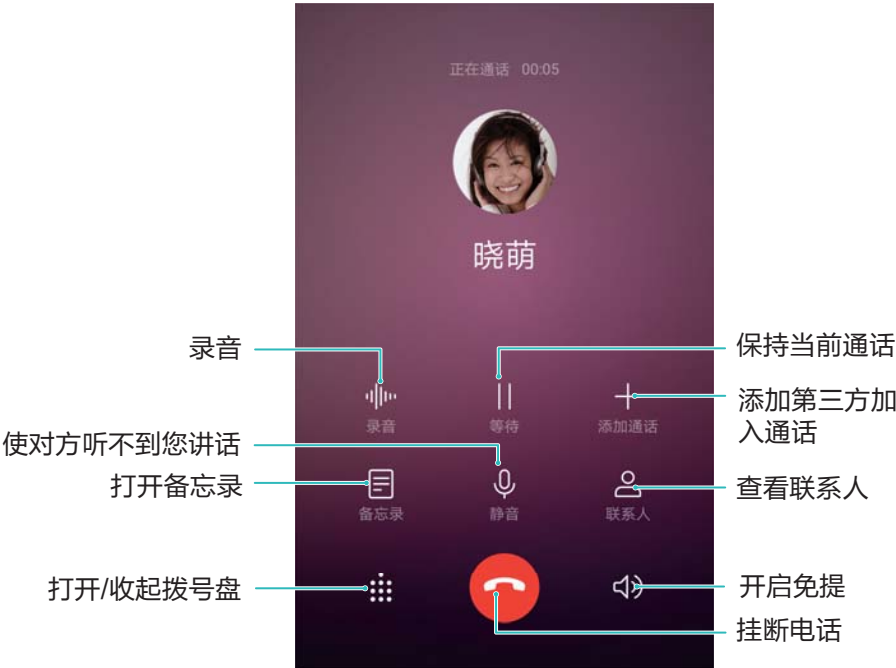 正在通话 00:05
晓萌
录音
保持当前通话
添加第三方加
入通话
录音
等待
添加通话
使对方听不到您讲话
打开备忘录
查看联系人
备忘录
静音
联系人
打开/收起拨号盘
开启免提
挂断电话